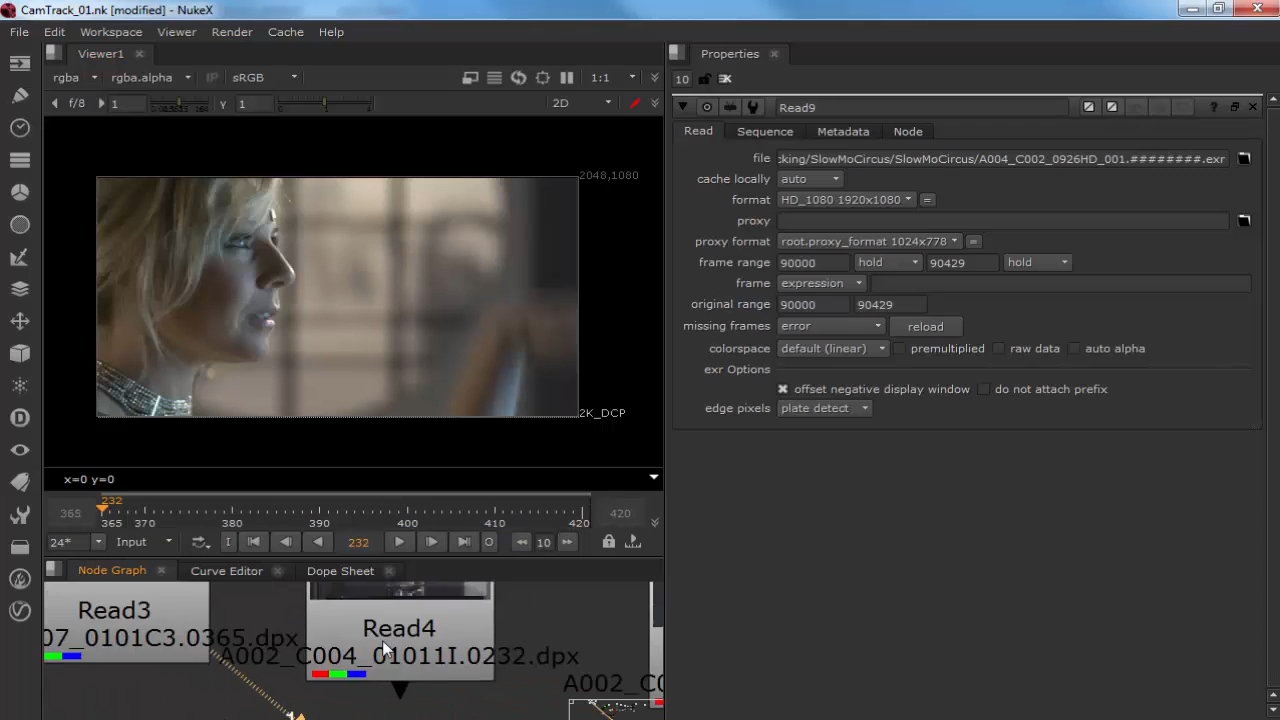 CamTrack_01.nk [modified] - NukeX
File Edit Workspace Viewer Render Cache Help
Viewer1
Properties
rgba rgba.alpha IP sRGB 1:1
10
f/8 1 γ 1 2D
Read9
Read Sequence Metadata Node
file :king/SlowMoCircus/SlowMoCircus/A004_C002_0926HD_001.########.exr
cache locally auto
format HD_1080 1920x1080 =
proxy
proxy format root.proxy_format 1024x778 =
frame range 90000 hold 90429 hold
frame expression
original range 90000 90429
missing frames error reload
colorspace default (linear) premultiplied raw data auto alpha
exr Options
offset negative display window do not attach prefix
edge pixels plate detect
2048,1080
2K_DCP
x=0 y=0
232
365 365 370 380 390 400 410 420 420
24* Input I 232 O 10
Node Graph Curve Editor Dope Sheet
Read3
07_0101C3.0365.dpx
Read4
A002_C004_01011I.0232.dpx
A002_C0